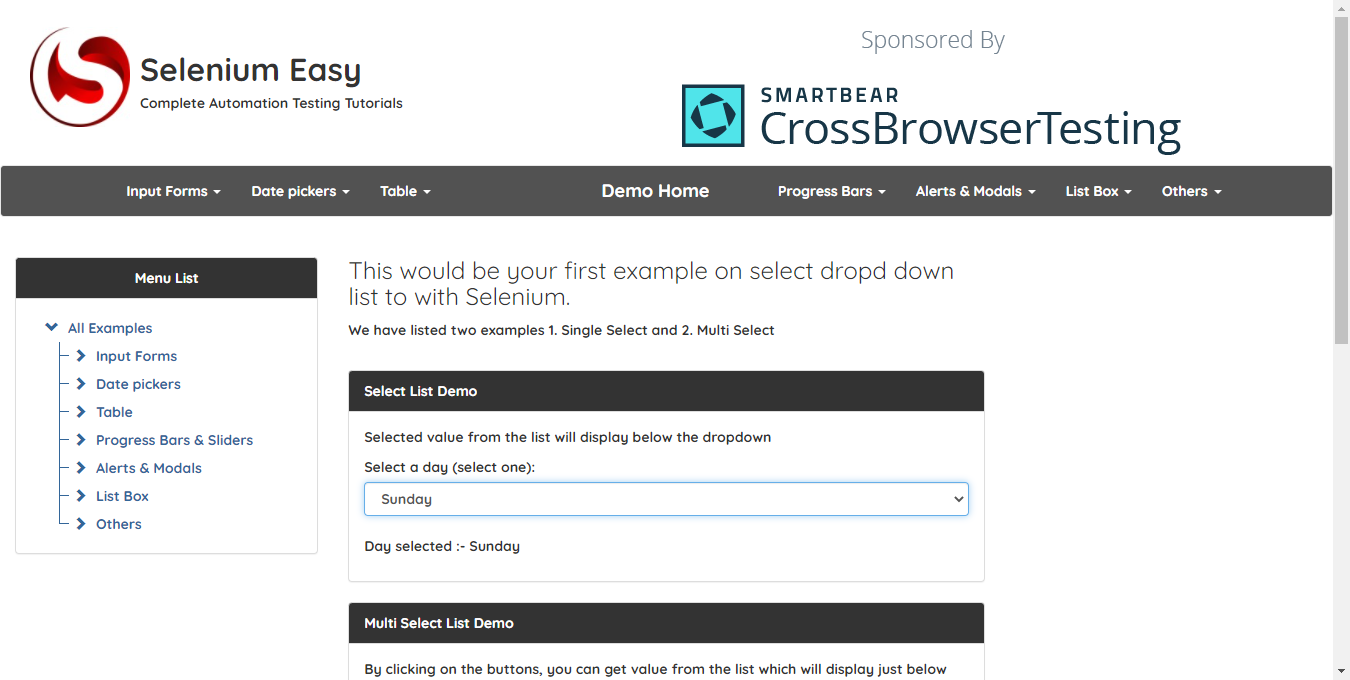 Selenium Easy
Complete Automation Testing Tutorials
Sponsored By
SMARTBEAR
CrossBrowserTesting
Input Forms Date pickers Table Demo Home Progress Bars Alerts & Modals List Box Others
Menu List
All Examples
Input Forms
Date pickers
Table
Progress Bars & Sliders
Alerts & Modals
List Box
Others
This would be your first example on select dropd down
list to with Selenium.
We have listed two examples 1. Single Select and 2. Multi Select
Select List Demo
Selected value from the list will display below the dropdown
Select a day (select one):
Sunday
Day selected :- Sunday
Multi Select List Demo
By clicking on the buttons, you can get value from the list which will display just below